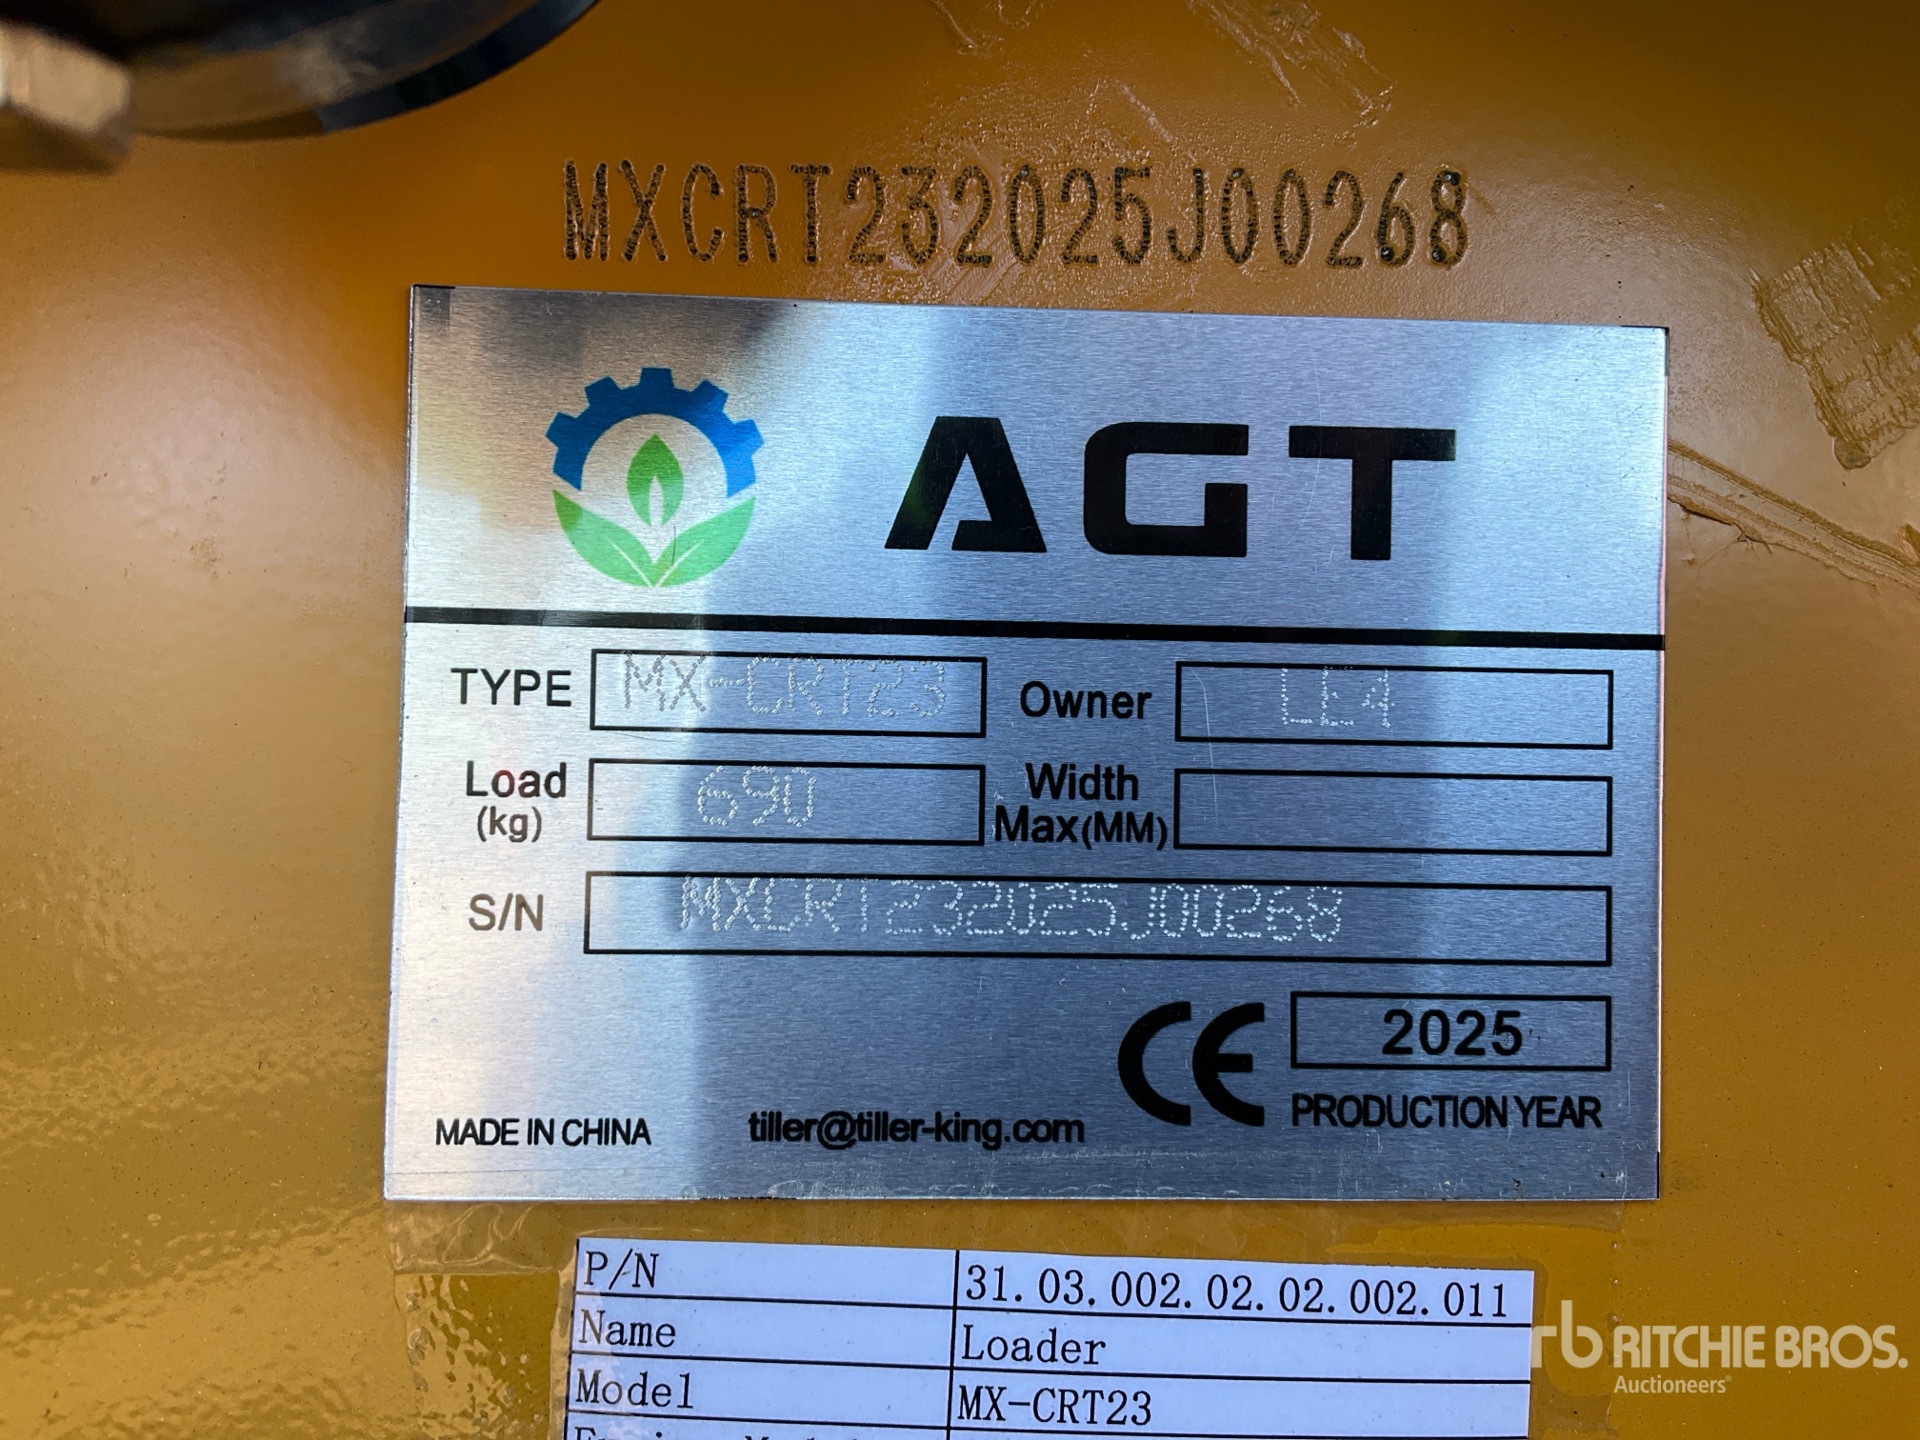 MXCRT232025J00268
AGT
TYPE MX-CRT23 Owner LE4
Load (kg) 690 Width Max(MM)
S/N MXCRT232025J00268
CE 2025
PRODUCTION YEAR
MADE IN CHINA tiller@tiller-king.com
P/N 31.03.002.02.02.002.011
Name Loader
Model MX-CRT23
rb RITCHIE BROS.
Auctioneers